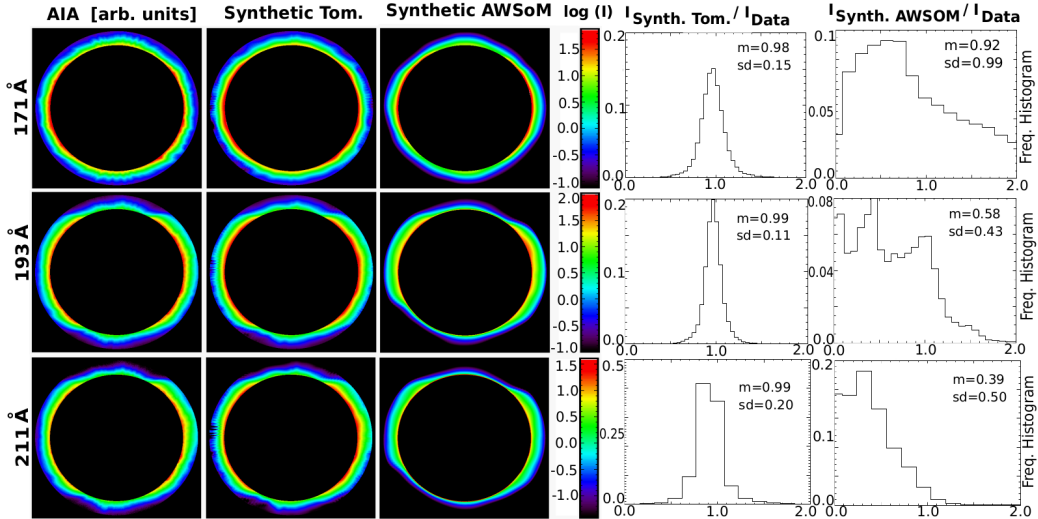 AIA [arb. units] Synthetic Tom. Synthetic AWSoM log (I) I Synth. Tom. / I Data I Synth. AWSOM / I Data
171 Å
1.5
1.0
0.5
0.0
-0.5
-1.0
0.2
0.1
0.0
0.0 1.0 2.0
m=0.98
sd=0.15
0.1
0.05
0.0
0.0 1.0 2.0
m=0.92
sd=0.99
Freq. Histogram
193 Å
2.0
1.5
1.0
0.5
0.0
-0.5
-1.0
0.2
0.1
0.0
0.0 1.0 2.0
m=0.99
sd=0.11
0.08
0.04
0.0
0.0 1.0 2.0
m=0.58
sd=0.43
Freq. Histogram
211 Å
1.5
1.0
0.5
0.0
-0.5
-1.0
0.50
0.25
0.0
0.0 1.0 2.0
m=0.99
sd=0.20
0.2
0.1
0.0
0.0 1.0 2.0
m=0.39
sd=0.50
Freq. Histogram